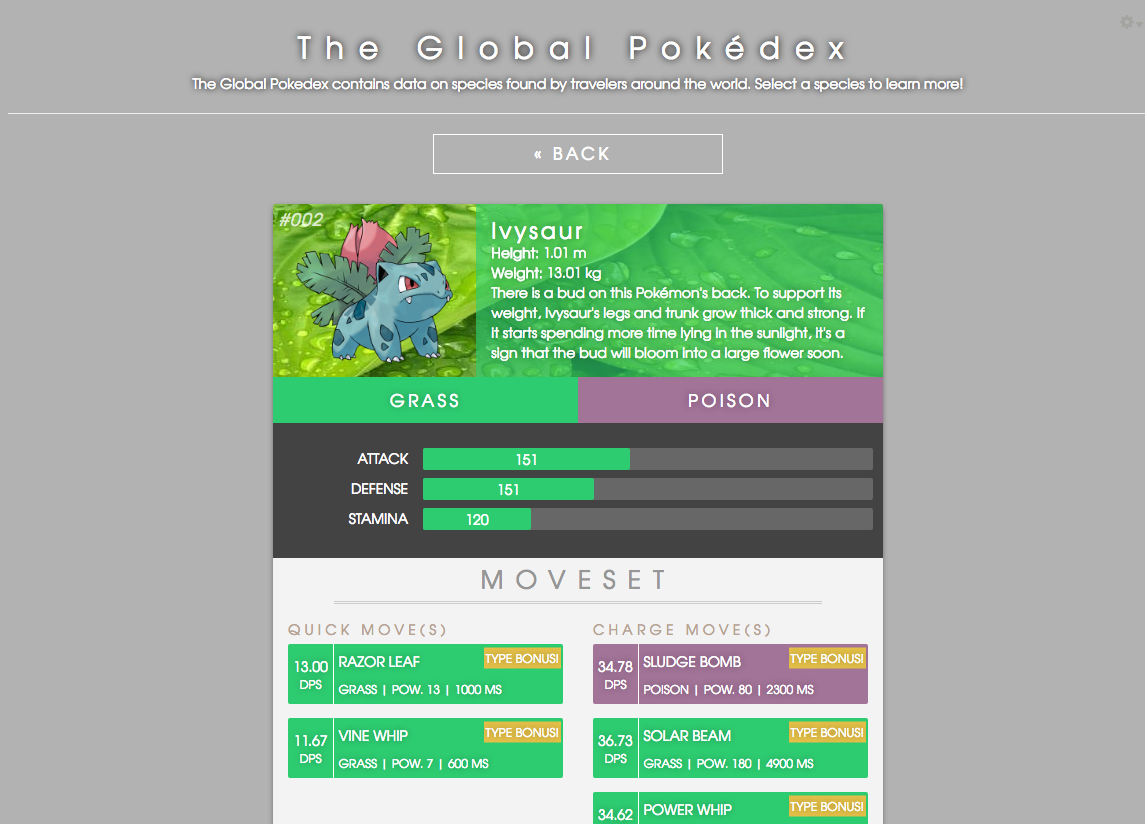 The Global Pokédex
The Global Pokedex contains data on species found by travelers around the world. Select a species to learn more!
« BACK
#002
Ivysaur
Height: 1.01 m
Weight: 13.01 kg
There is a bud on this Pokémon's back. To support its
weight, Ivysaur's legs and trunk grow thick and strong. If
it starts spending more time lying in the sunlight, it's a
sign that the bud will bloom into a large flower soon.
GRASS
POISON
ATTACK 151
DEFENSE 151
STAMINA 120
MOVESET
QUICK MOVE(S)
13.00 DPS
RAZOR LEAF
TYPE BONUS!
GRASS | POW. 13 | 1000 MS
11.67 DPS
VINE WHIP
TYPE BONUS!
GRASS | POW. 7 | 600 MS
CHARGE MOVE(S)
34.78 DPS
SLUDGE BOMB
TYPE BONUS!
POISON | POW. 80 | 2300 MS
36.73 DPS
SOLAR BEAM
TYPE BONUS!
GRASS | POW. 180 | 4900 MS
34.62
POWER WHIP
TYPE BONUS!